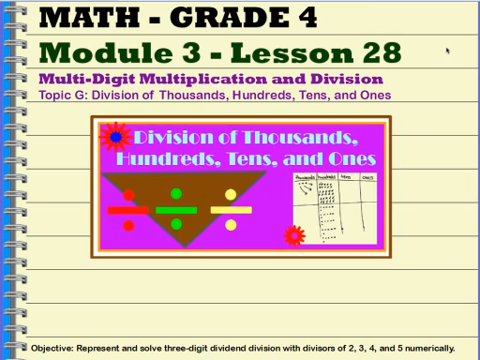 MATH - GRADE 4
Module 3 - Lesson 28
Multi-Digit Multiplication and Division
Topic G: Division of Thousands, Hundreds, Tens, and Ones
Division of Thousands,
Hundreds, Tens, and Ones
thousands hundreds tens ones
Objective: Represent and solve three-digit dividend division with divisors of 2, 3, 4, and 5 numerically.